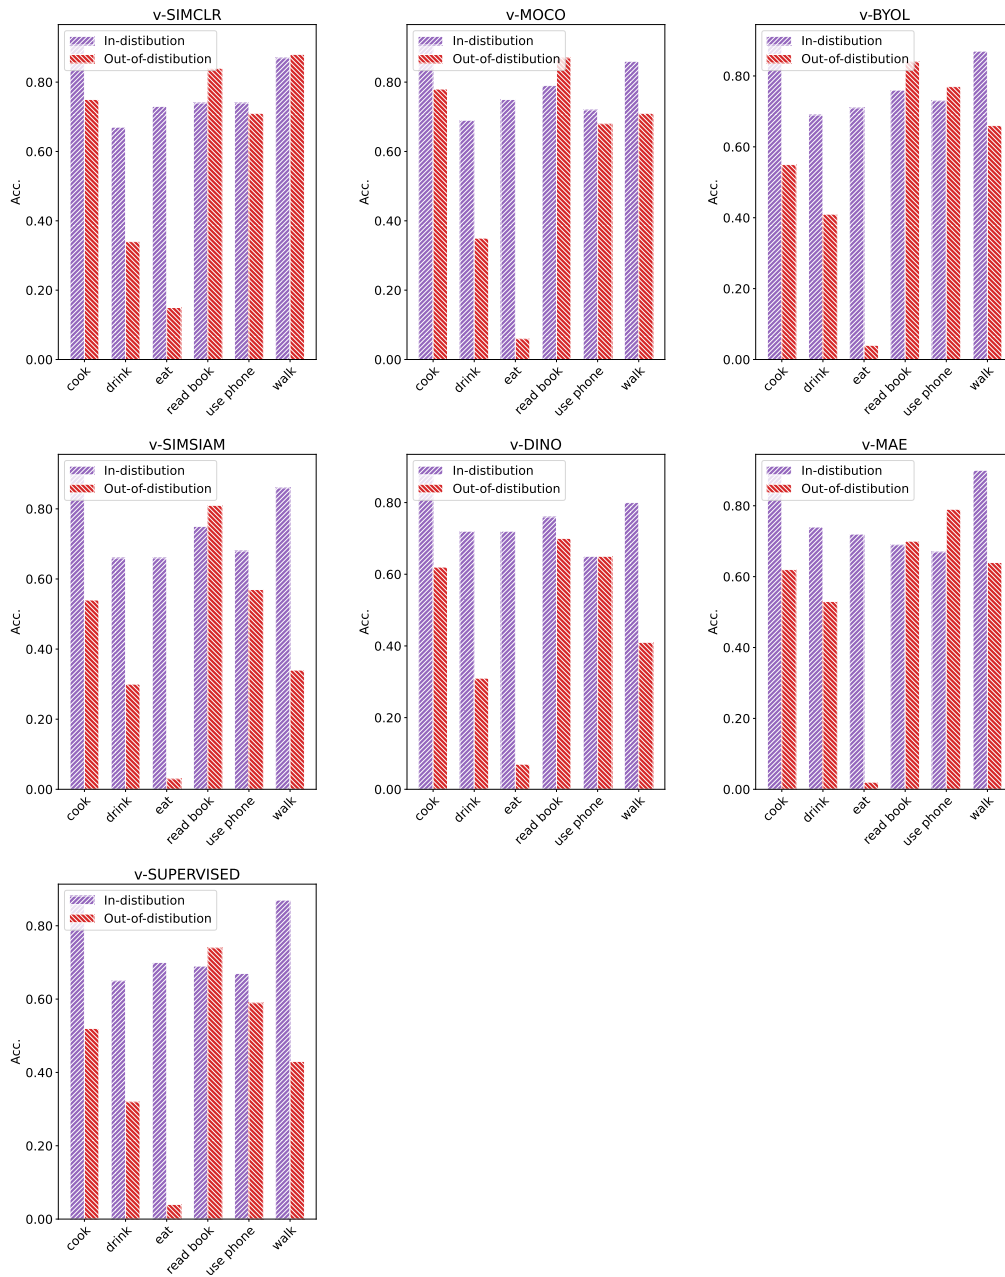 v-SIMCLR
In-distibution
Out-of-distibution
Acc.
0.80
0.60
0.40
0.20
0.00
cook
drink
eat
read book
use phone
walk
v-MOCO
In-distibution
Out-of-distibution
Acc.
0.80
0.60
0.40
0.20
0.00
cook
drink
eat
read book
use phone
walk
v-BYOL
In-distibution
Out-of-distibution
Acc.
0.80
0.60
0.40
0.20
0.00
cook
drink
eat
read book
use phone
walk
v-SIMSIAM
In-distibution
Out-of-distibution
Acc.
0.80
0.60
0.40
0.20
0.00
cook
drink
eat
read book
use phone
walk
v-DINO
In-distibution
Out-of-distibution
Acc.
0.80
0.60
0.40
0.20
0.00
cook
drink
eat
read book
use phone
walk
v-MAE
In-distibution
Out-of-distibution
Acc.
0.80
0.60
0.40
0.20
0.00
cook
drink
eat
read book
use phone
walk
v-SUPERVISED
In-distibution
Out-of-distibution
Acc.
0.80
0.60
0.40
0.20
0.00
cook
drink
eat
read book
use phone
walk